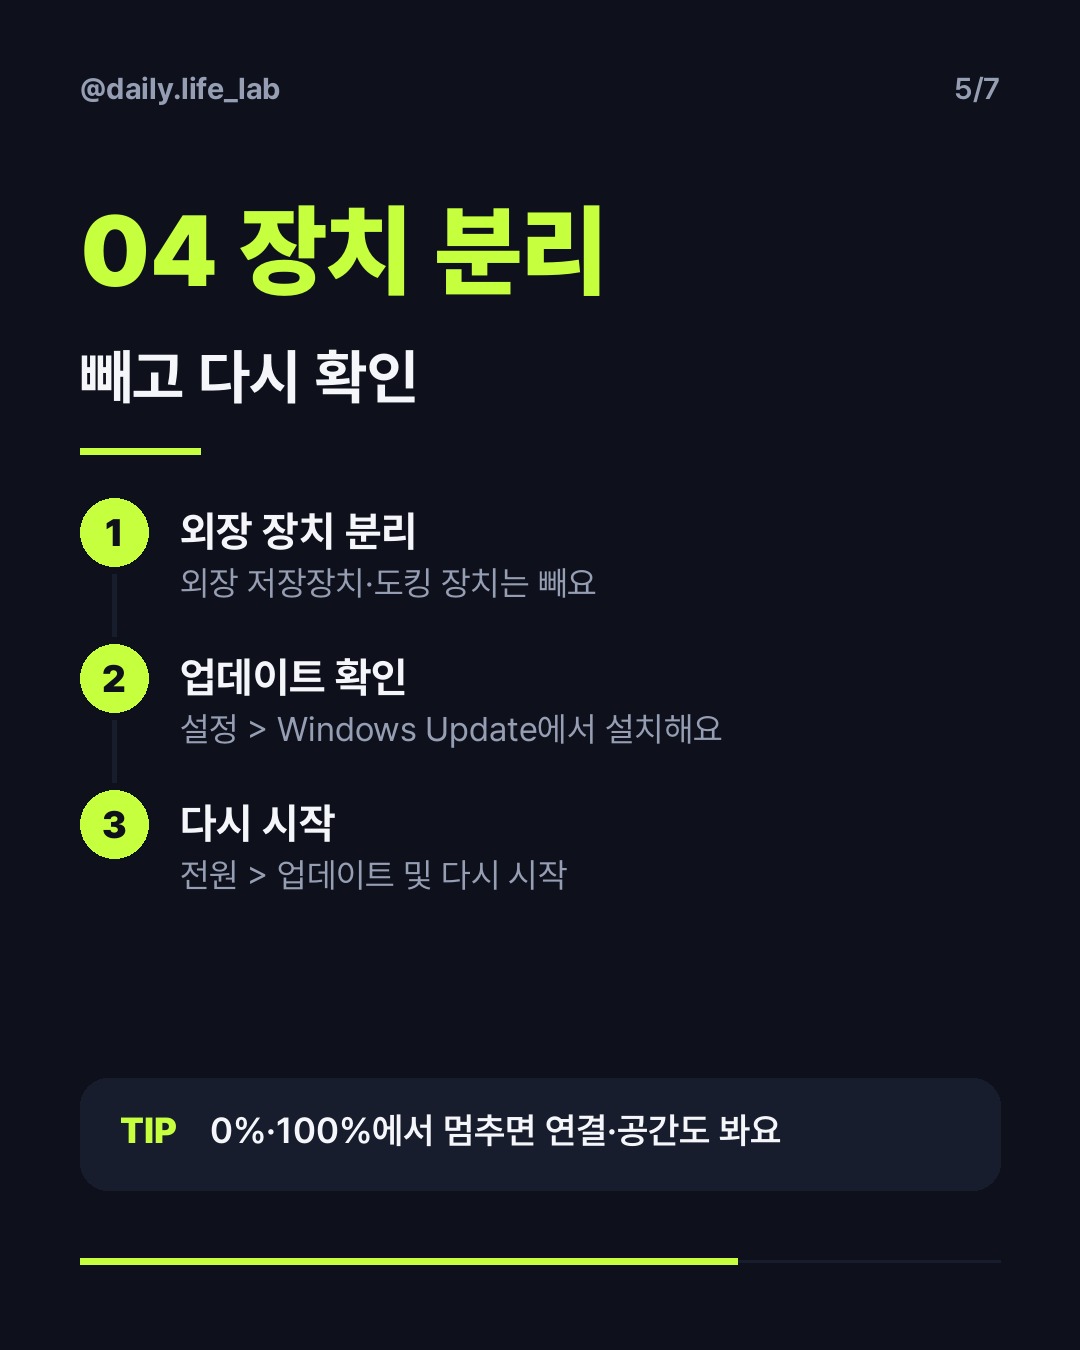 @daily.life_lab
5/7
04 장치 분리
빼고 다시 확인
1 외장 장치 분리
외장 저장장치·도킹 장치는 빼요
2 업데이트 확인
설정 > Windows Update에서 설치해요
3 다시 시작
전원 > 업데이트 및 다시 시작
TIP 0%·100%에서 멈추면 연결·공간도 봐요